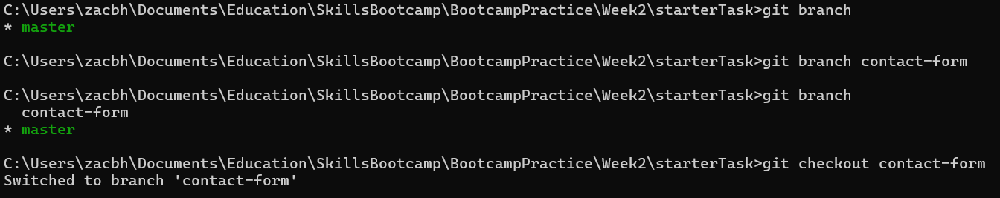 C:\Users\zacbh\Documents\Education\SkillsBootcamp\BootcampPractice\Week2\starterTask>git branch
* master
C:\Users\zacbh\Documents\Education\SkillsBootcamp\BootcampPractice\Week2\starterTask>git branch contact-form
C:\Users\zacbh\Documents\Education\SkillsBootcamp\BootcampPractice\Week2\starterTask>git branch
  contact-form
* master
C:\Users\zacbh\Documents\Education\SkillsBootcamp\BootcampPractice\Week2\starterTask>git checkout contact-form
Switched to branch 'contact-form'